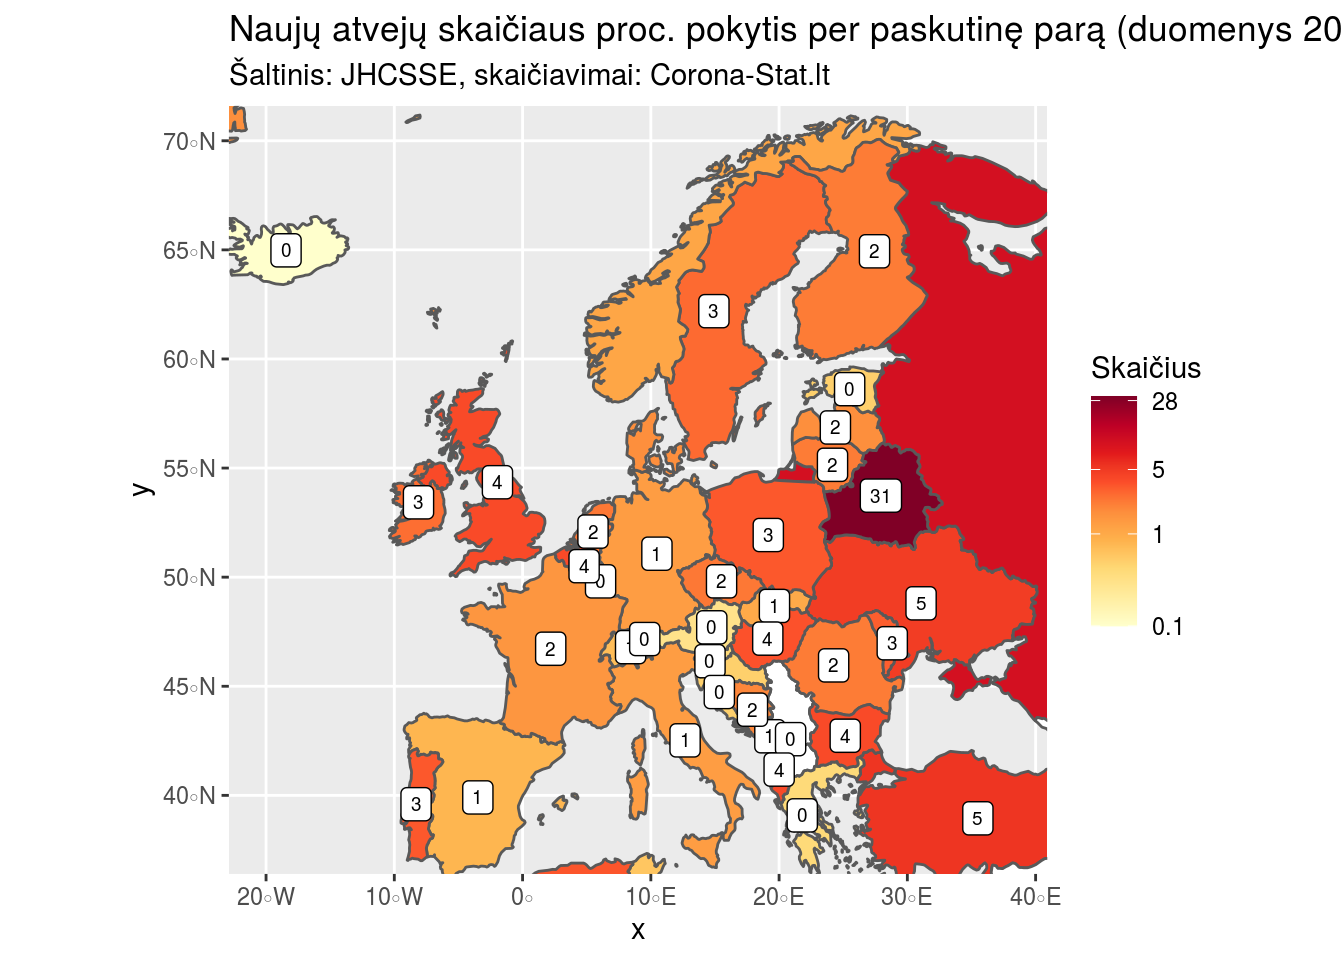 Naujų atvejų skaičiaus proc. pokytis per paskutinę parą (duomenys 20
Šaltinis: JHCSSE, skaičiavimai: Corona-Stat.lt
70◦N
65◦N
60◦N
55◦N
50◦N
45◦N
40◦N
y
0
2
3
0
2
2
31
4
3
2
3
1
4
0
2
1
5
0
4
3
0
2
0
2
0
2
1
0
4
1
4
3
1
0
5
20◦W
10◦W
0◦
10◦E
20◦E
30◦E
40◦E
x
Skaičius
28
5
1
0.1